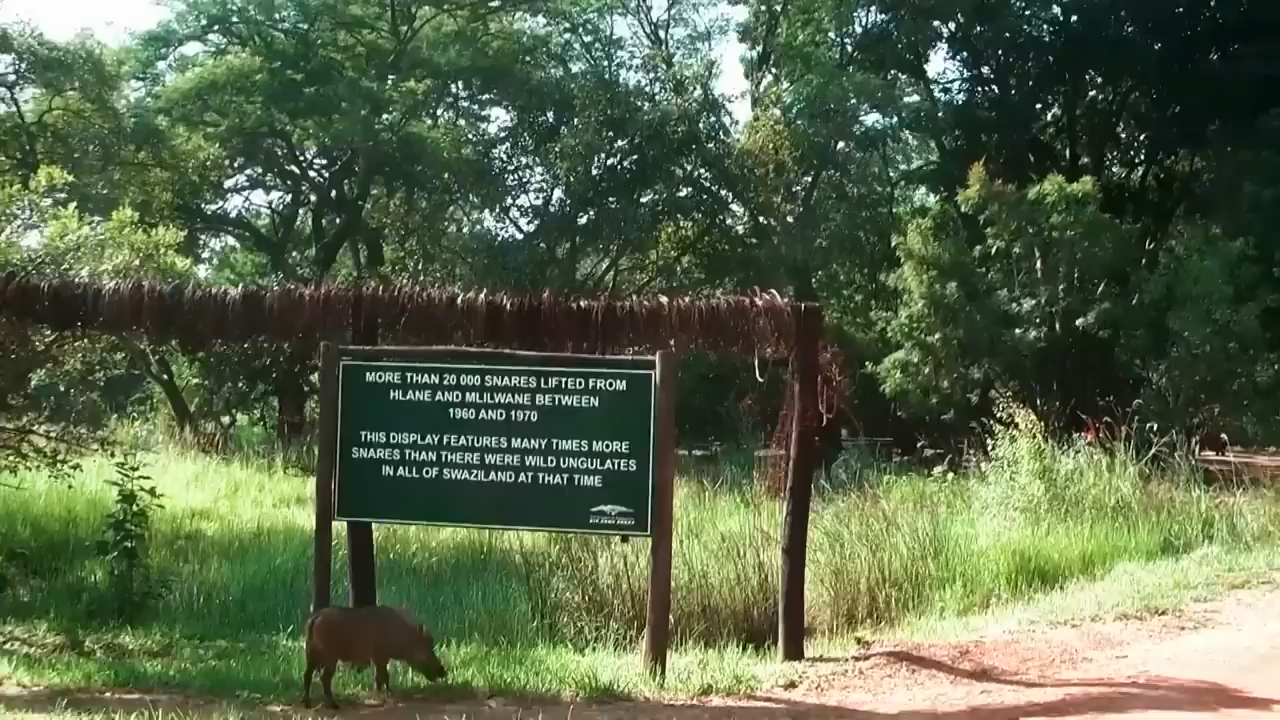 MORE THAN 20 000 SNARES LIFTED FROM
HLANE AND MLILWANE BETWEEN
1960 AND 1970
THIS DISPLAY FEATURES MANY TIMES MORE
SNARES THAN THERE WERE WILD UNGULATES
IN ALL OF SWAZILAND AT THAT TIME